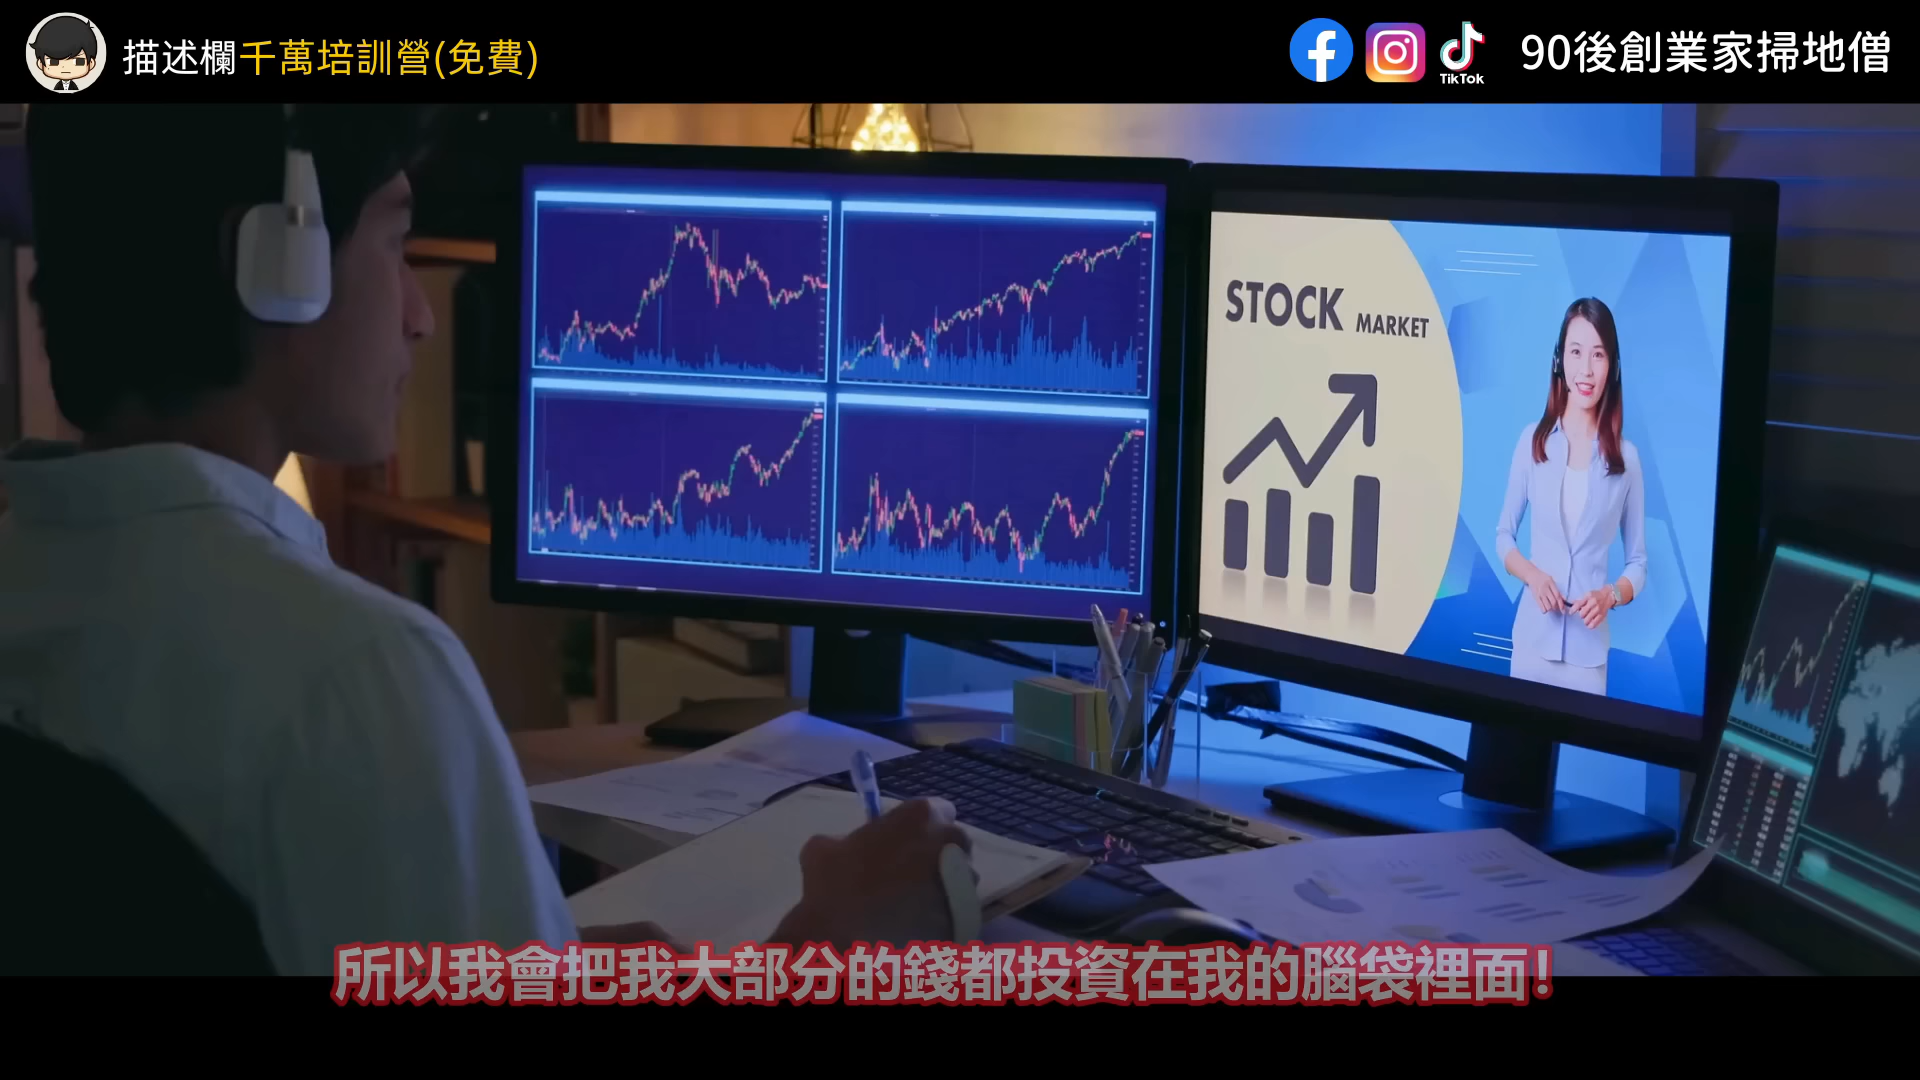 描述欄千萬培訓營(免費)
TikTok
90後創業家掃地僧
STOCK MARKET
所以我會把我大部分的錢都投資在我的腦袋裡面!